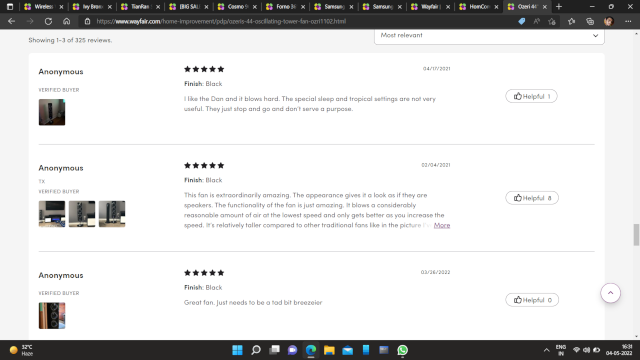 Wireless
Ivy Bron
TianRan
(BIG SAL
Cosmo 9
Forno 3
Samsung
Samsung
Wayfair
HomCom
Ozeri 44
https://www.wayfair.com/home-improvement/pdp/ozeris-44-oscillating-tower-fan-ozri1102.html
Showing 1-3 of 325 reviews.
Most relevant
Anonymous
04/17/2021
VERIFIED BUYER
Finish: Black
Helpful 1
I like the Dan and it blows hard. The special sleep and tropical settings are not very
useful. They just stop and go and don't serve a purpose.
Anonymous
03/04/2021
TX
Finish: Black
VERIFIED BUYER
This fan is extraordinarily amazing. The appearance gives it a look as if they are
Helpful 8
speakers. The functionality of the fan is just amazing. It blows a considerably
reasonable amount of air at the lowest speed and only gets better as you increase the
speed. It's relatively taller compared to other traditional fans like in the picture I'
More
Anonymous
03/26/2022
VERIFIED BUYER
Finish: Black
Helpful 0
Great fan. Just needs to be a tad bit breezeier
32°C
Haze
ENG
IN
16:31
04-05-2022